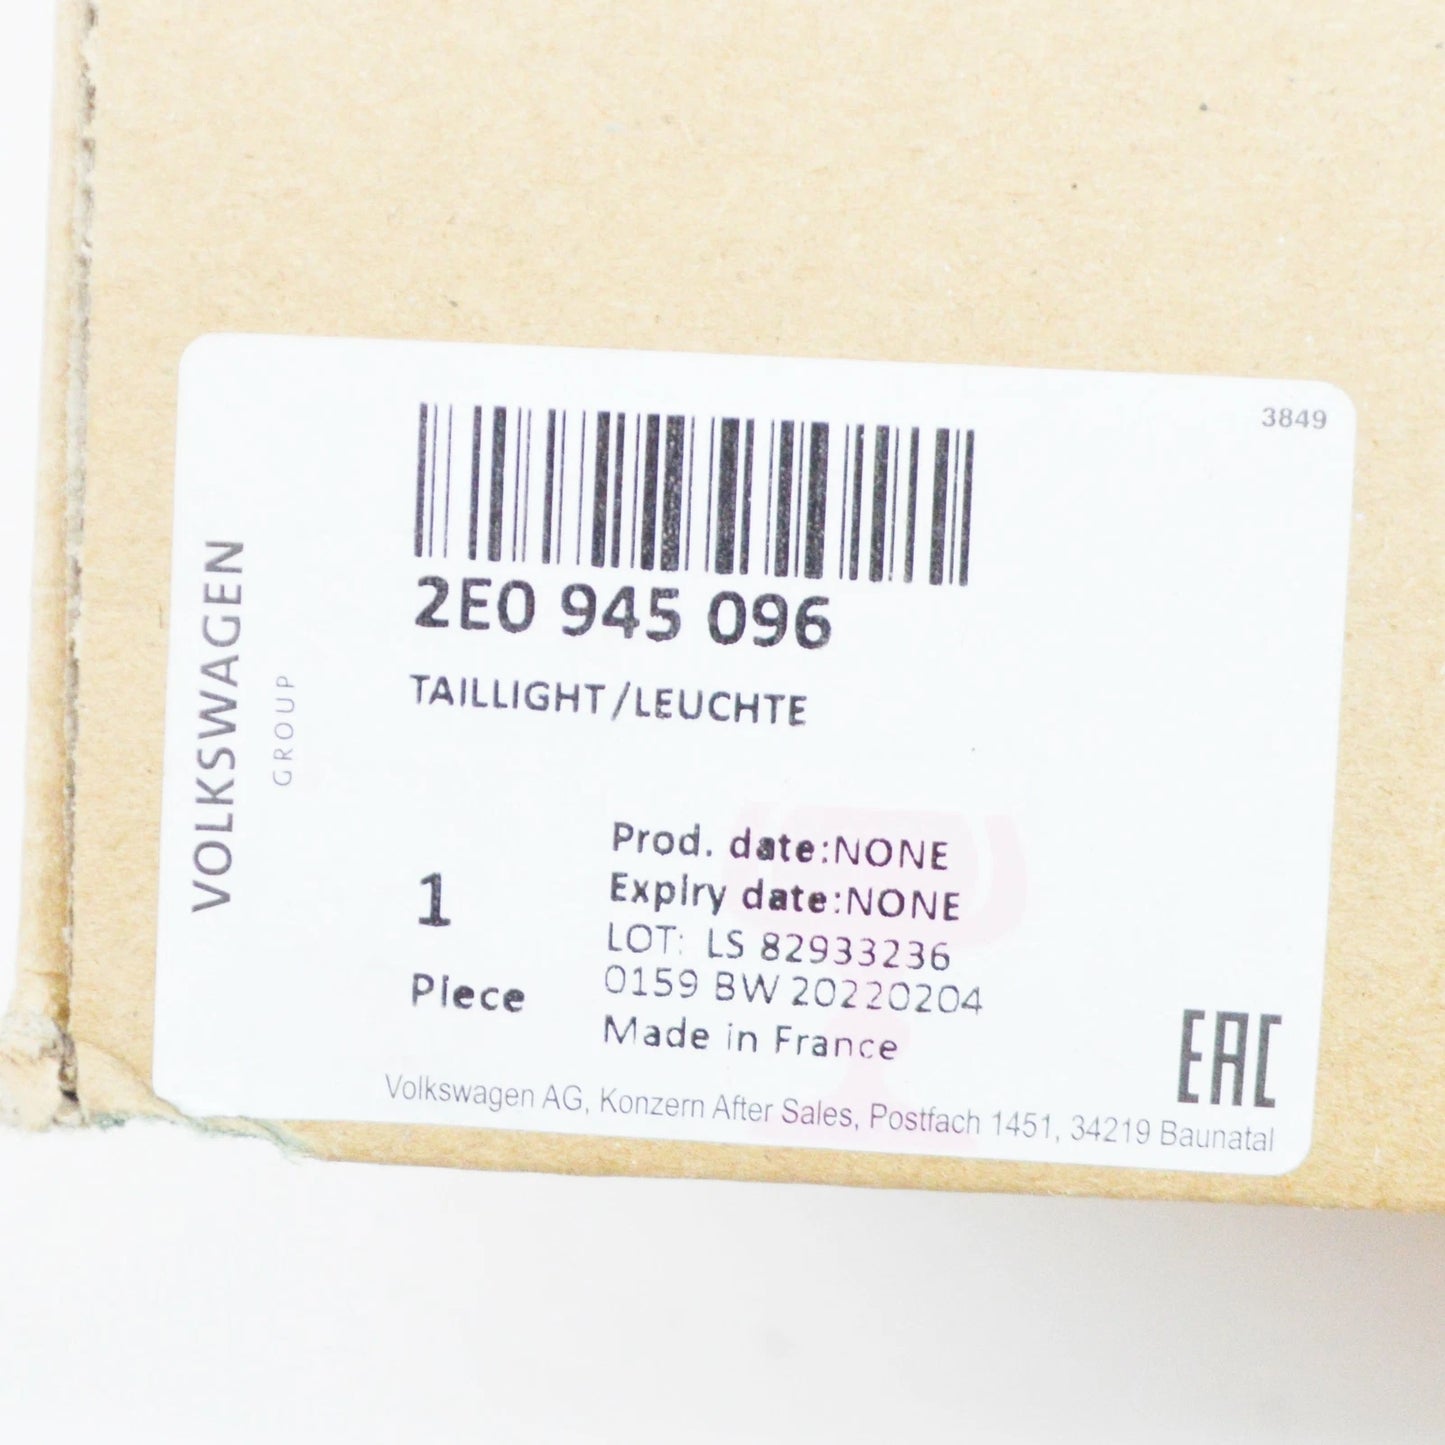 3849
2E0 945 096
TAILLIGHT/LEUCHTE
VOLKSWAGEN
GROUP
1
Piece
Prod. date:NONE
Expiry date:NONE
LOT: LS 82933236
0159 BW 20220204
Made in France
EAC
Volkswagen AG, Konzern After Sales, Postfach 1451, 34219 Baunatal